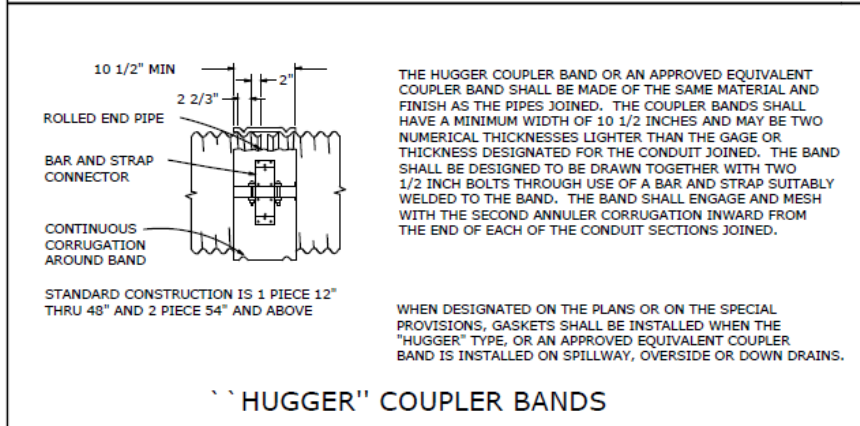 10 1/2" MIN
2"
2 2/3"
ROLLED END PIPE
BAR AND STRAP
CONNECTOR
CONTINUOUS
CORRUGATION
AROUND BAND
STANDARD CONSTRUCTION IS 1 PIECE 12"
THRU 48" AND 2 PIECE 54" AND ABOVE
THE HUGGER COUPLER BAND OR AN APPROVED EQUIVALENT
COUPLER BAND SHALL BE MADE OF THE SAME MATERIAL AND
FINISH AS THE PIPES JOINED. THE COUPLER BANDS SHALL
HAVE A MINIMUM WIDTH OF 10 1/2 INCHES AND MAY BE TWO
NUMERICAL THICKNESSES LIGHTER THAN THE GAGE OR
THICKNESS DESIGNATED FOR THE CONDUIT JOINED. THE BAND
SHALL BE DESIGNED TO BE DRAWN TOGETHER WITH TWO
1/2 INCH BOLTS THROUGH USE OF A BAR AND STRAP SUITABLY
WELDED TO THE BAND. THE BAND SHALL ENGAGE AND MESH
WITH THE SECOND ANNULER CORRUGATION INWARD FROM
THE END OF EACH OF THE CONDUIT SECTIONS JOINED.
WHEN DESIGNATED ON THE PLANS OR ON THE SPECIAL
PROVISIONS, GASKETS SHALL BE INSTALLED WHEN THE
"HUGGER" TYPE, OR AN APPROVED EQUIVALENT COUPLER
BAND IS INSTALLED ON SPILLWAY, OVERSIDE OR DOWN DRAINS.
``HUGGER" COUPLER BANDS